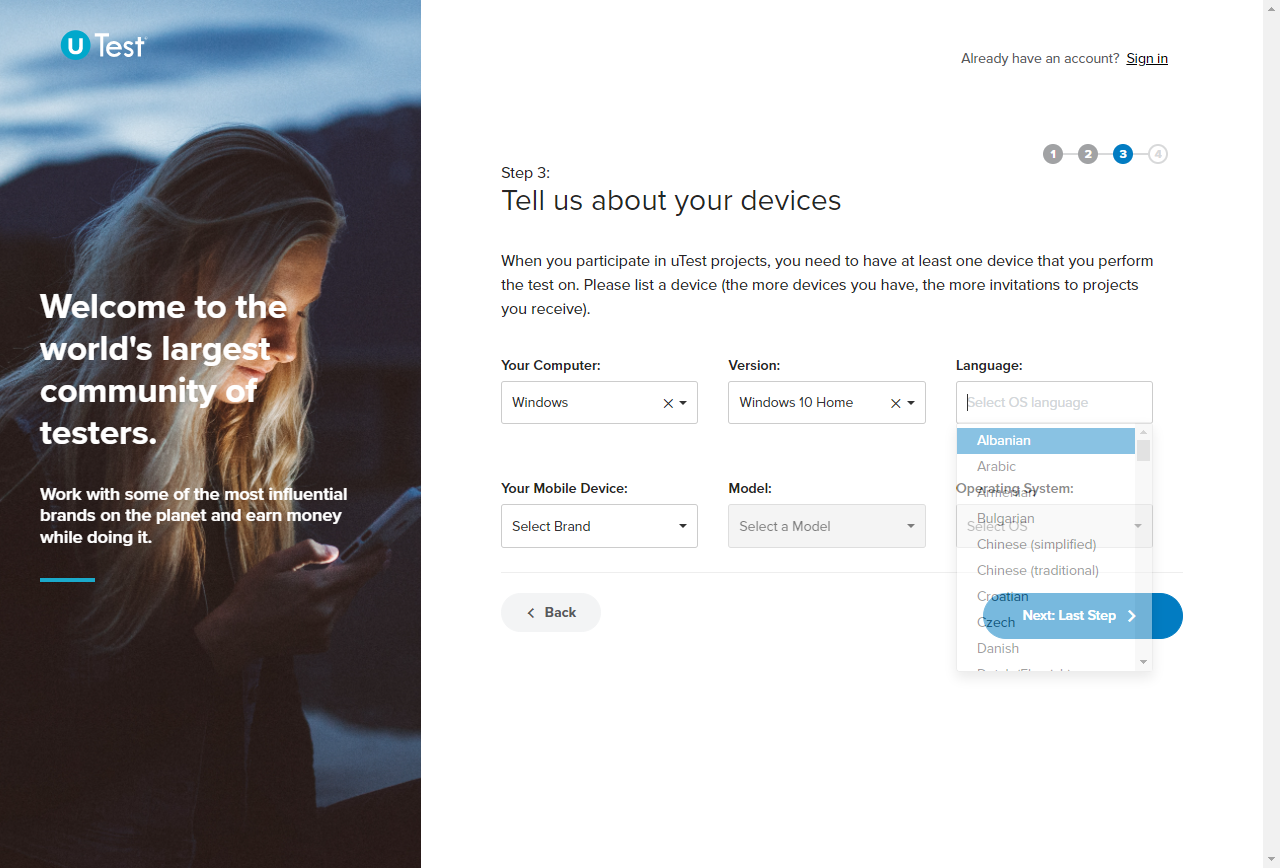 U Test
Already have an account? Sign in
1 2 3 4
Step 3:
Tell us about your devices
When you participate in uTest projects, you need to have at least one device that you perform
the test on. Please list a device (the more devices you have, the more invitations to projects
you receive).
Welcome to the
world's largest
community of
testers.
Work with some of the most influential
brands on the planet and earn money
while doing it.
Your Computer: Version: Language:
Windows Windows 10 Home Select OS language
Albanian
Arabic
Armenian
Bulgarian
Chinese (simplified)
Chinese (traditional)
Croatian
Czech
Danish
Your Mobile Device: Model: Operating System:
Select Brand Select a Model Select OS
Back Next: Last Step